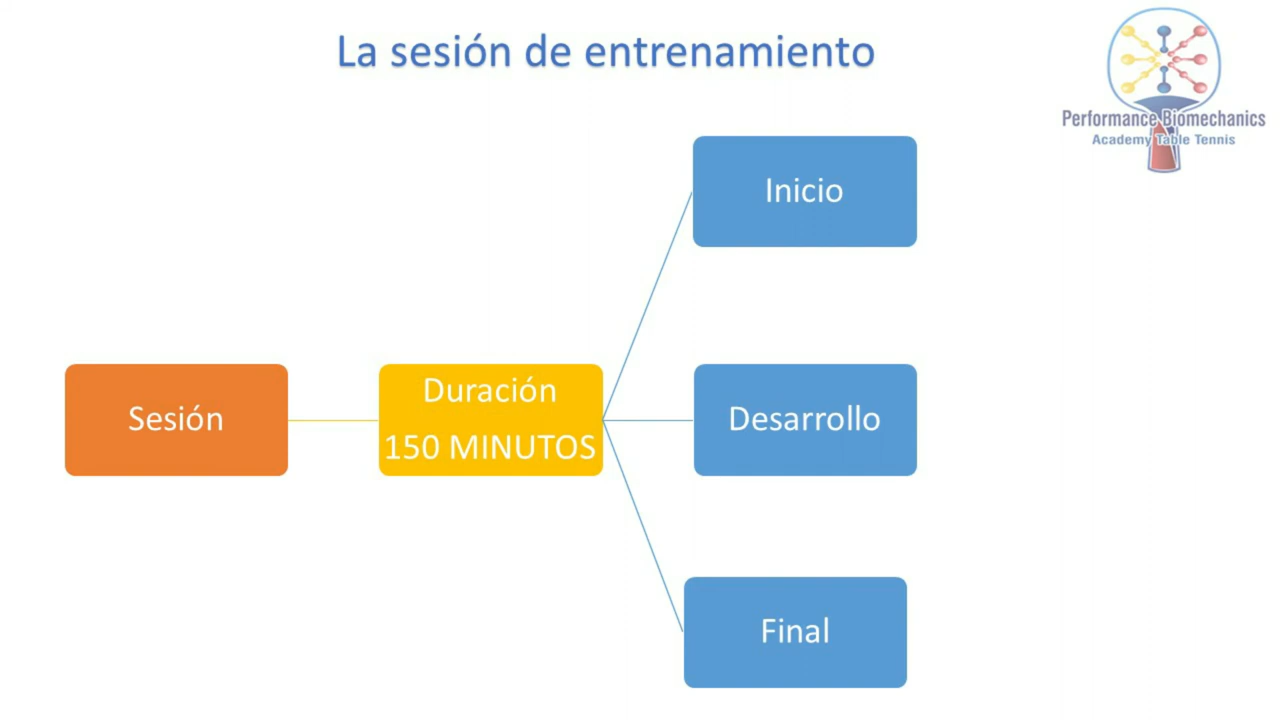 La sesión de entrenamiento
Performance Biomechanics
Academy Table Tennis
Inicio
Sesión
Duración
150 MINUTOS
Desarrollo
Final